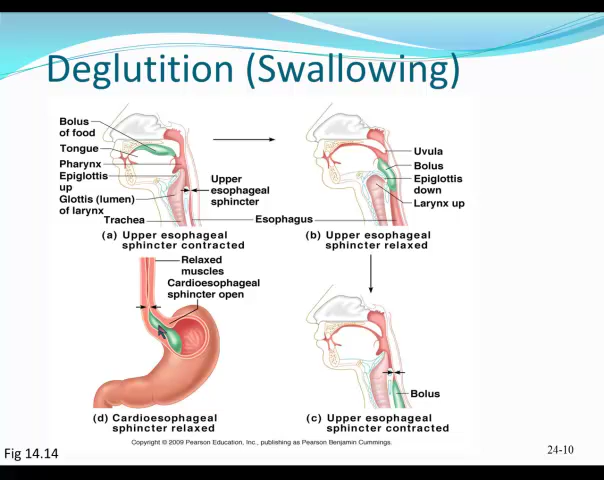 Deglutition (Swallowing)
Bolus
of food
Tongue
Pharynx
Epiglottis
up
Glottis (lumen)
of larynx
Trachea
Upper
esophageal
sphincter
Esophagus
Uvula
Bolus
Epiglottis
down
Larynx up
(a) Upper esophageal
sphincter contracted
(b) Upper esophageal
sphincter relaxed
Relaxed
muscles
Cardioesophageal
sphincter open
Bolus
(d) Cardioesophageal
sphincter relaxed
(c) Upper esophageal
sphincter contracted
Copyright © 2009 Pearson Education, Inc., publishing as Pearson Benjamin Cummings.
Fig 14.14
24-10